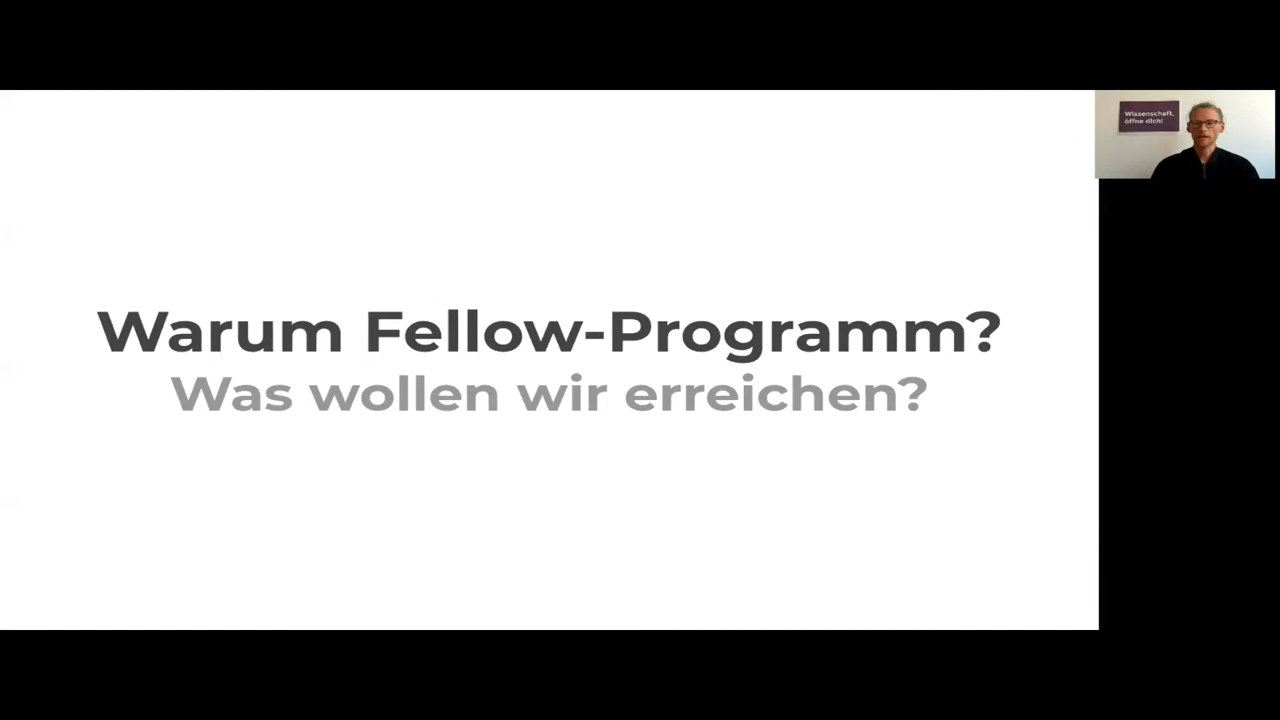 Wissenschaft,
öffne dich!
Warum Fellow-Programm?
Was wollen wir erreichen?